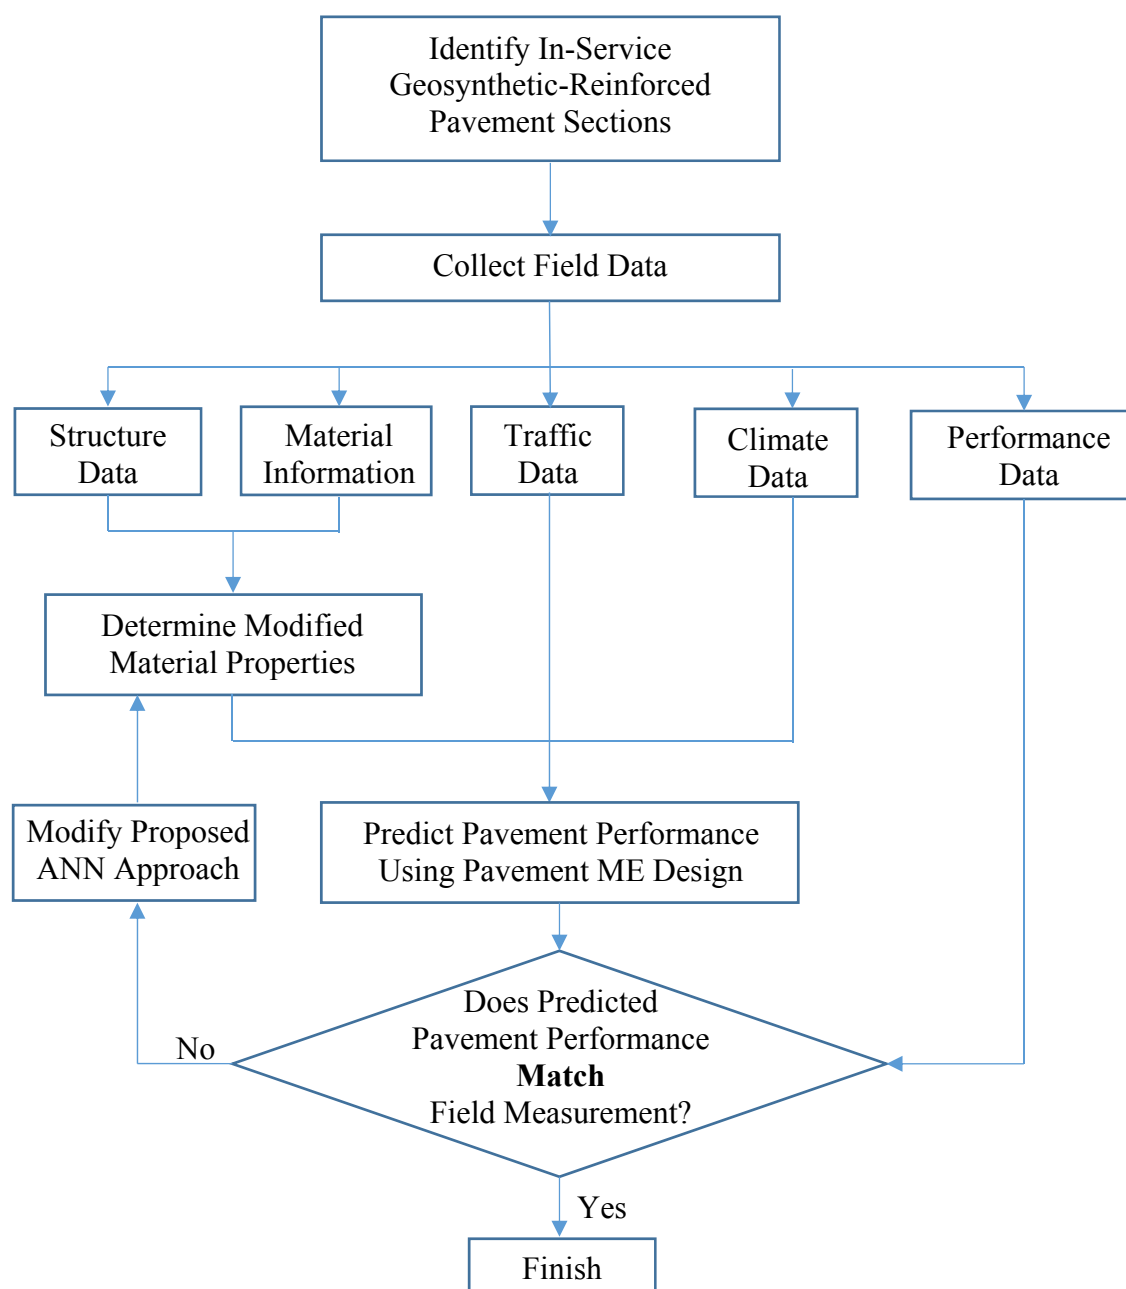 Identify In-Service
Geosynthetic-Reinforced
Pavement Sections
Collect Field Data
Structure
Data
Material
Information
Traffic
Data
Climate
Data
Performance
Data
Determine Modified
Material Properties
Modify Proposed
ANN Approach
Predict Pavement Performance
Using Pavement ME Design
Does Predicted
Pavement Performance
Match
Field Measurement?
No
Yes
Finish